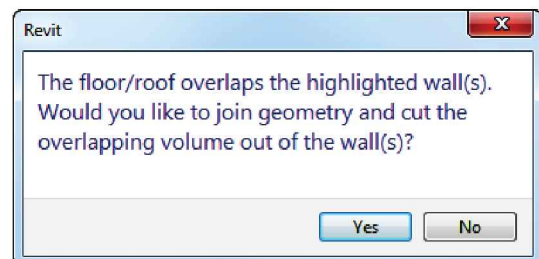 Revit
The floor/roof overlaps the highlighted wall(s).
Would you like to join geometry and cut the
overlapping volume out of the wall(s)?
Yes No